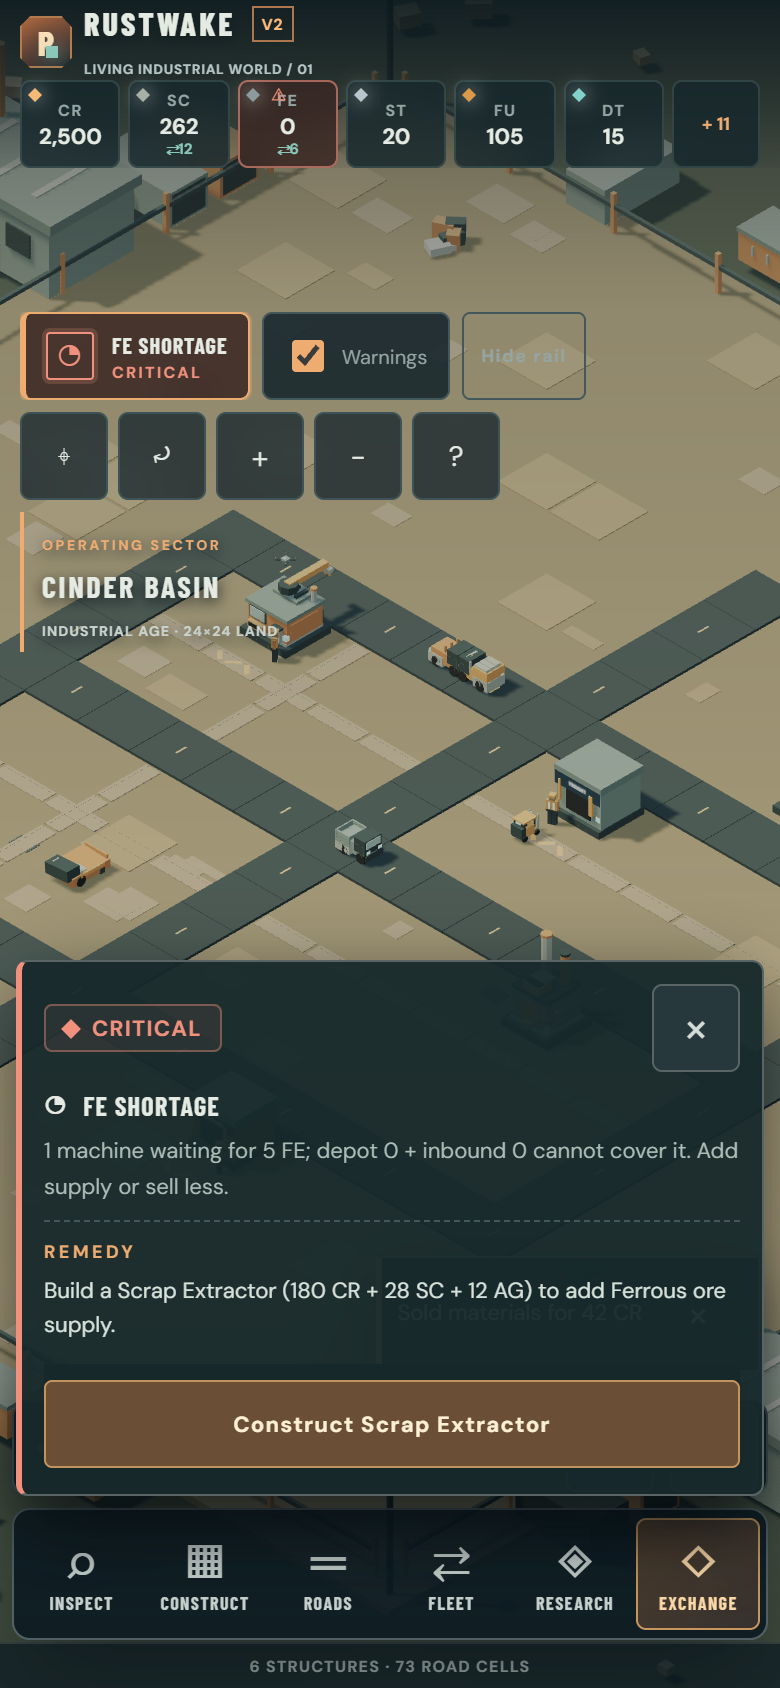 RUSTWAKE V2
LIVING INDUSTRIAL WORLD / 01
CR
2,500
SC
262
⇄12
FE
0
⇄6
ST
20
FU
105
DT
15
+ 11
FE SHORTAGE
CRITICAL
Warnings
Hide rail
+
-
?
OPERATING SECTOR
CINDER BASIN
INDUSTRIAL AGE · 24×24 LAND
CRITICAL
×
FE SHORTAGE
1 machine waiting for 5 FE; depot 0 + inbound 0 cannot cover it. Add
supply or sell less.
REMEDY
Build a Scrap Extractor (180 CR + 28 SC + 12 AG) to add Ferrous ore
supply.
Sold materials for 42 CR ×
Construct Scrap Extractor
INSPECT
CONSTRUCT
ROADS
FLEET
RESEARCH
EXCHANGE
6 STRUCTURES · 73 ROAD CELLS